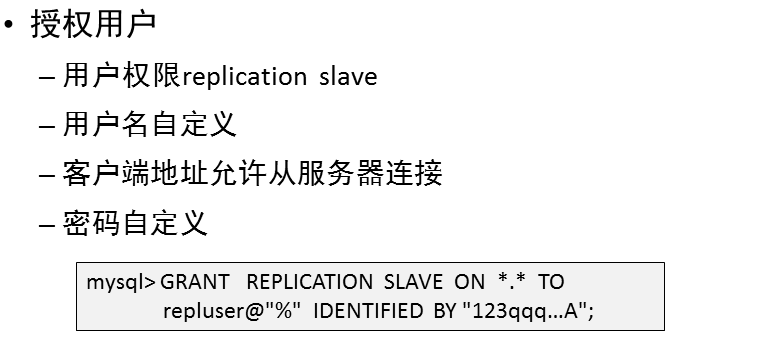 • 授权用户
– 用户权限replication slave
– 用户名自定义
– 客户端地址允许从服务器连接
– 密码自定义
mysql> GRANT REPLICATION SLAVE ON *.* TO
repluser@"%" IDENTIFIED BY "123qqq...A";